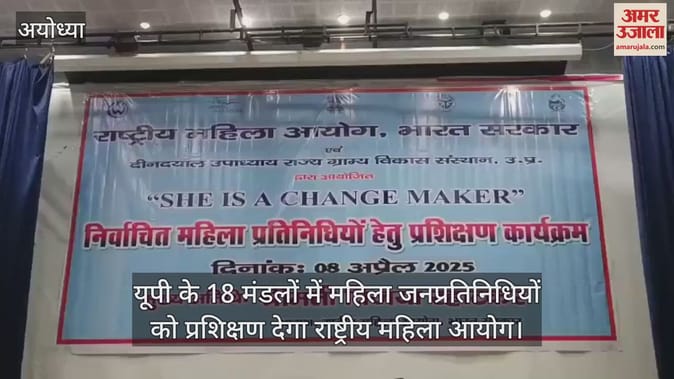 अयोध्या
अमर
उजाला
amarujala.com
राष्ट्रीय महिला आयोग, भारत सरकार
एवं
दीनदयाल उपाध्याय राज्य ग्राम्य विकास संस्थान, उ.प्र.
द्वारा आयोजित
"SHE IS A CHANGE MAKER"
निर्वाचित महिला प्रतिनिधियों हेतु प्रशिक्षण कार्यक्रम
दिनांक: 08 अप्रैल 2025
यूपी के 18 मंडलों में महिला जनप्रतिनिधियों
को प्रशिक्षण देगा राष्ट्रीय महिला आयोग।